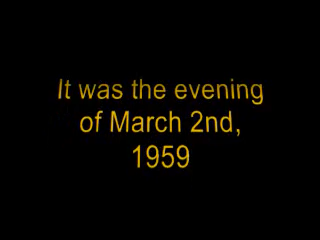 It was the evening
of March 2nd,
1959